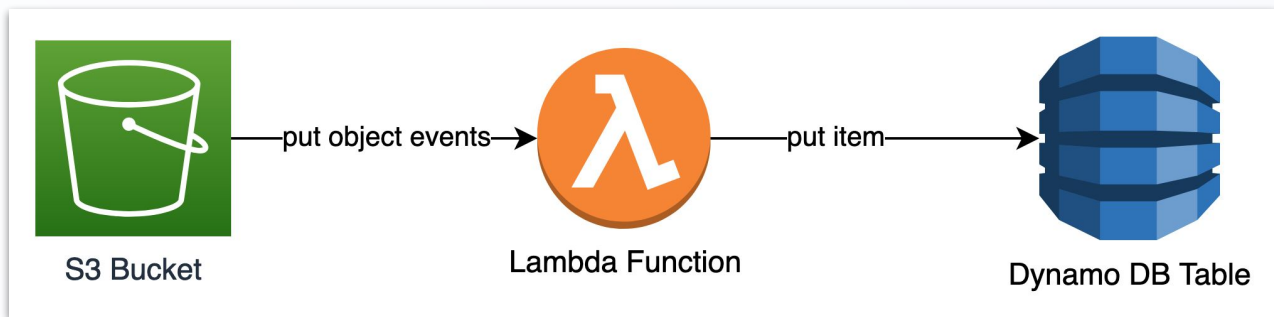 put object events
put item
S3 Bucket
Lambda Function
Dynamo DB Table